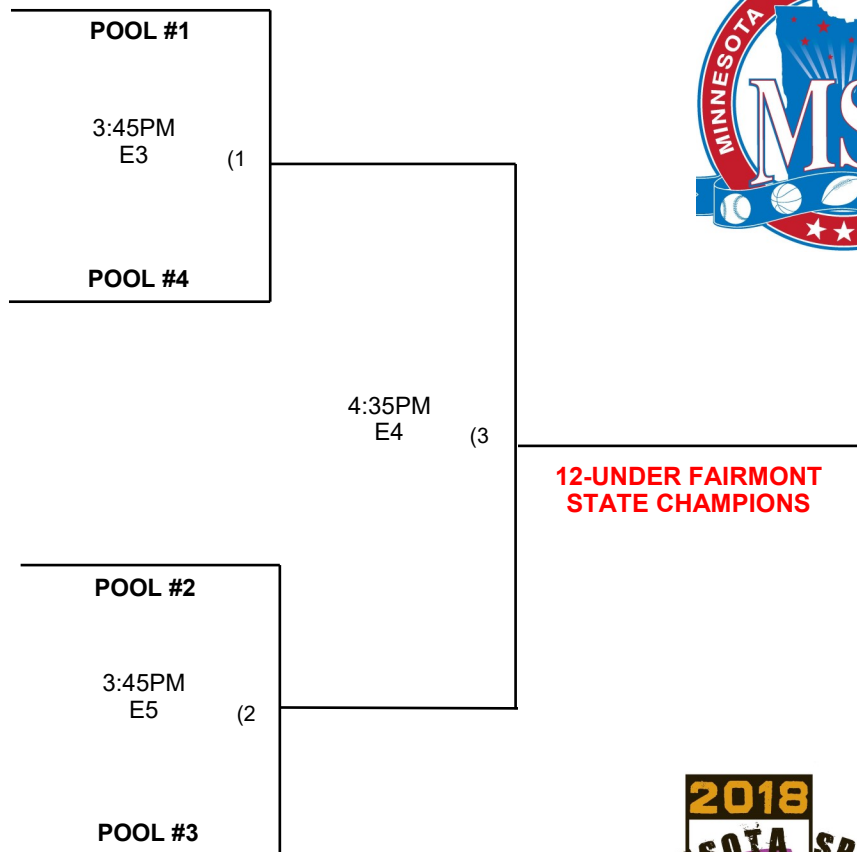 POOL #1
3:45PM
E3
(1
POOL #4
MINNESOTA
4:35PM
E4
(3
12-UNDER FAIRMONT
STATE CHAMPIONS
POOL #2
3:45PM
E5
(2
POOL #3
2018